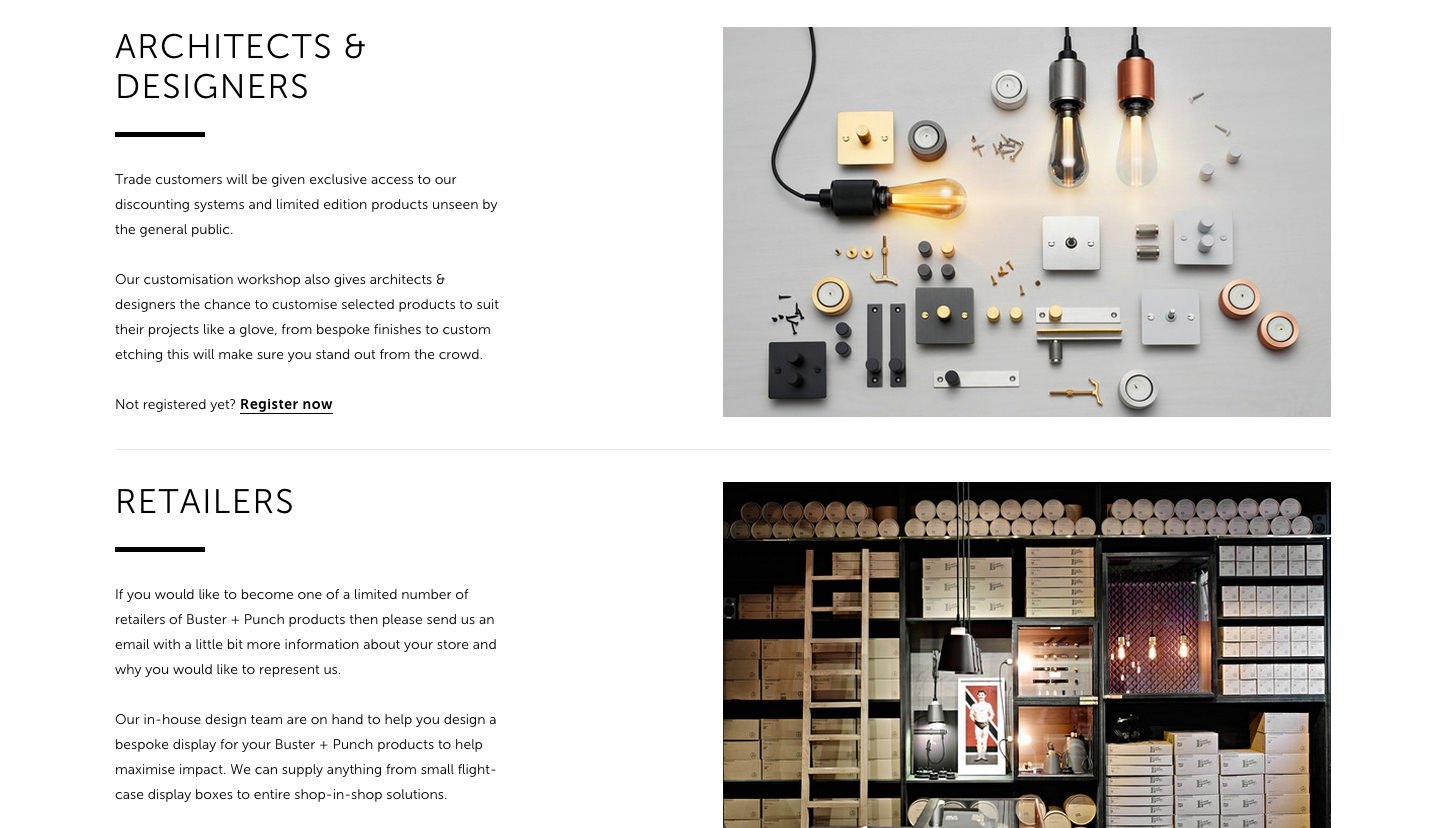 ARCHITECTS &
DESIGNERS
Trade customers will be given exclusive access to our
discounting systems and limited edition products unseen by
the general public.
Our customisation workshop also gives architects &
designers the chance to customise selected products to suit
their projects like a glove, from bespoke finishes to custom
etching this will make sure you stand out from the crowd.
Not registered yet? Register now
RETAILERS
If you would like to become one of a limited number of
retailers of Buster + Punch products then please send us an
email with a little bit more information about your store and
why you would like to represent us.
Our in-house design team are on hand to help you design a
bespoke display for your Buster + Punch products to help
maximise impact. We can supply anything from small flight-
case display boxes to entire shop-in-shop solutions.